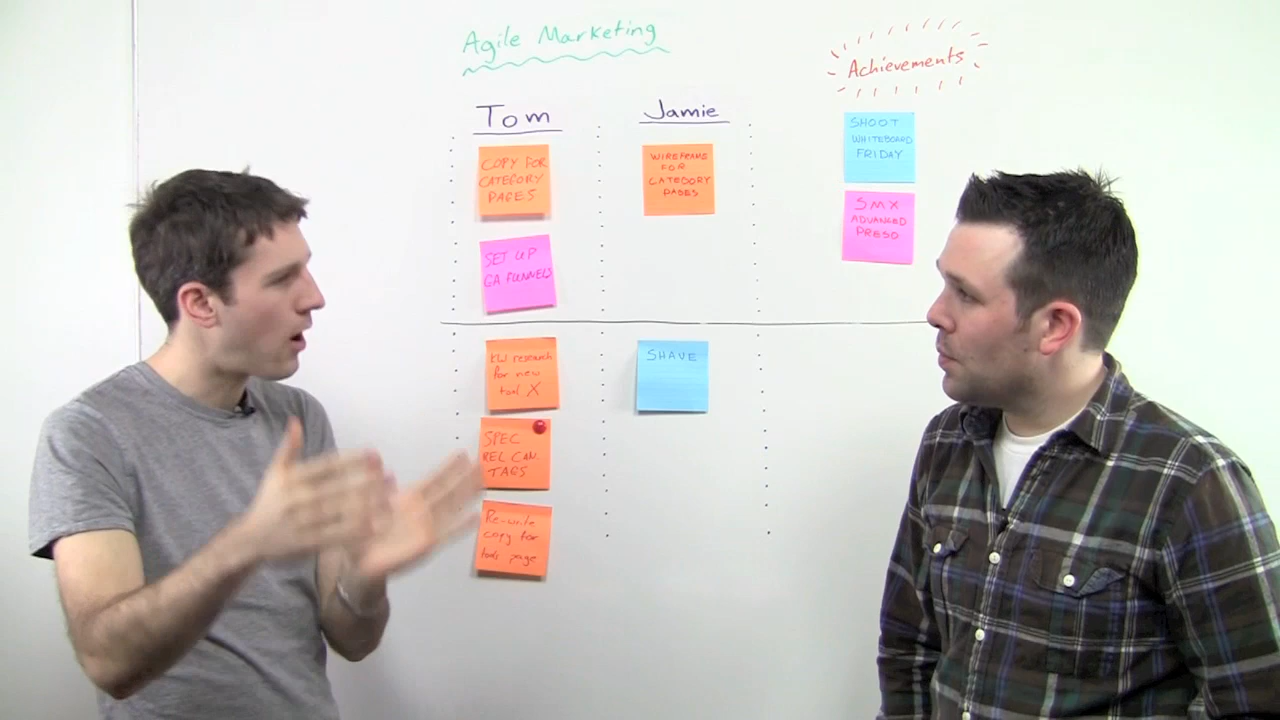 Agile Marketing
Achievements
Tom
Jamie
COPY FOR
CATEGORY
PAGES
WIREFRAME
FOR
CATEGORY
PAGES
SHOOT
WHITEBOARD
FRIDAY
SET UP
GA FUNNELS
SMX
ADVANCED
PRESO
KW research
for new
tool X
SHAVE
SPEC
REL CAN.
TAGS
Re-write
copy for
tools page